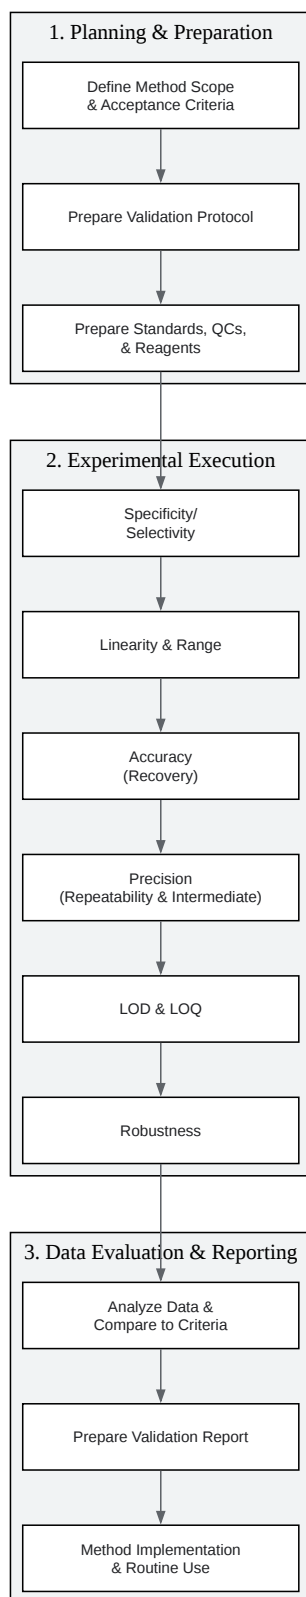 1. Planning & Preparation
Define Method Scope
& Acceptance Criteria
Prepare Validation Protocol
Prepare Standards, QCs,
& Reagents
2. Experimental Execution
Specificity/
Selectivity
Linearity & Range
Accuracy
(Recovery)
Precision
(Repeatability & Intermediate)
LOD & LOQ
Robustness
3. Data Evaluation & Reporting
Analyze Data &
Compare to Criteria
Prepare Validation Report
Method Implementation
& Routine Use